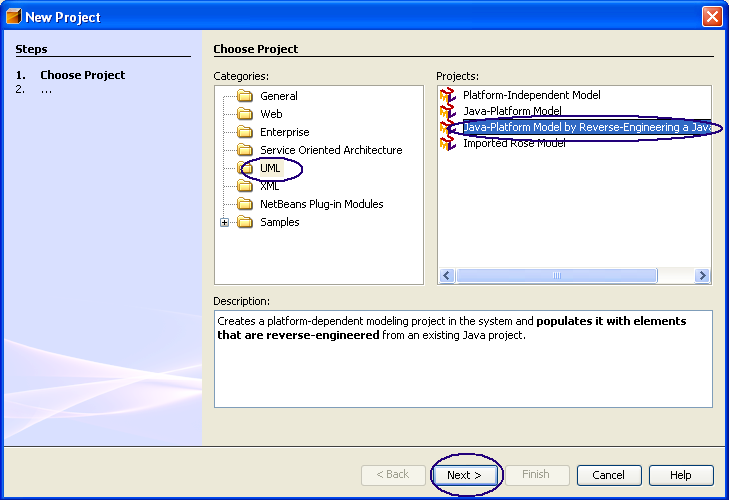 New Project
Steps
1. Choose Project
2. ...
Choose Project
Categories:
General
Web
Enterprise
Service Oriented Architecture
UML
XML
NetBeans Plug-in Modules
Samples
Projects:
Platform-Independent Model
Java-Platform Model
Java-Platform Model by Reverse-Engineering a Java
Imported Rose Model
Description:
Creates a platform-dependent modeling project in the system and populates it with elements
that are reverse-engineered from an existing Java project.
< Back
Next >
Finish
Cancel
Help